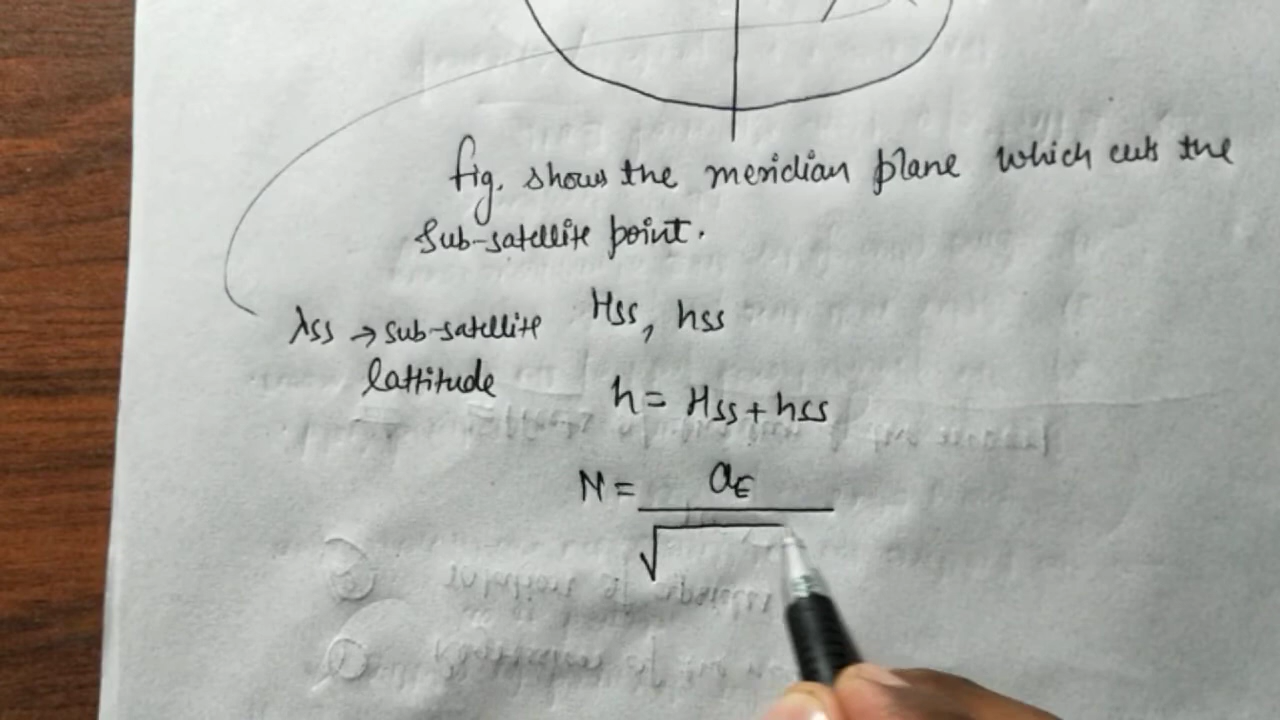 fig. shows the meridian plane which cuts the
Sub-satellite point.
λss → sub-satellite
lattitude
Hss, hss
h = Hss + hss
N = aE / √